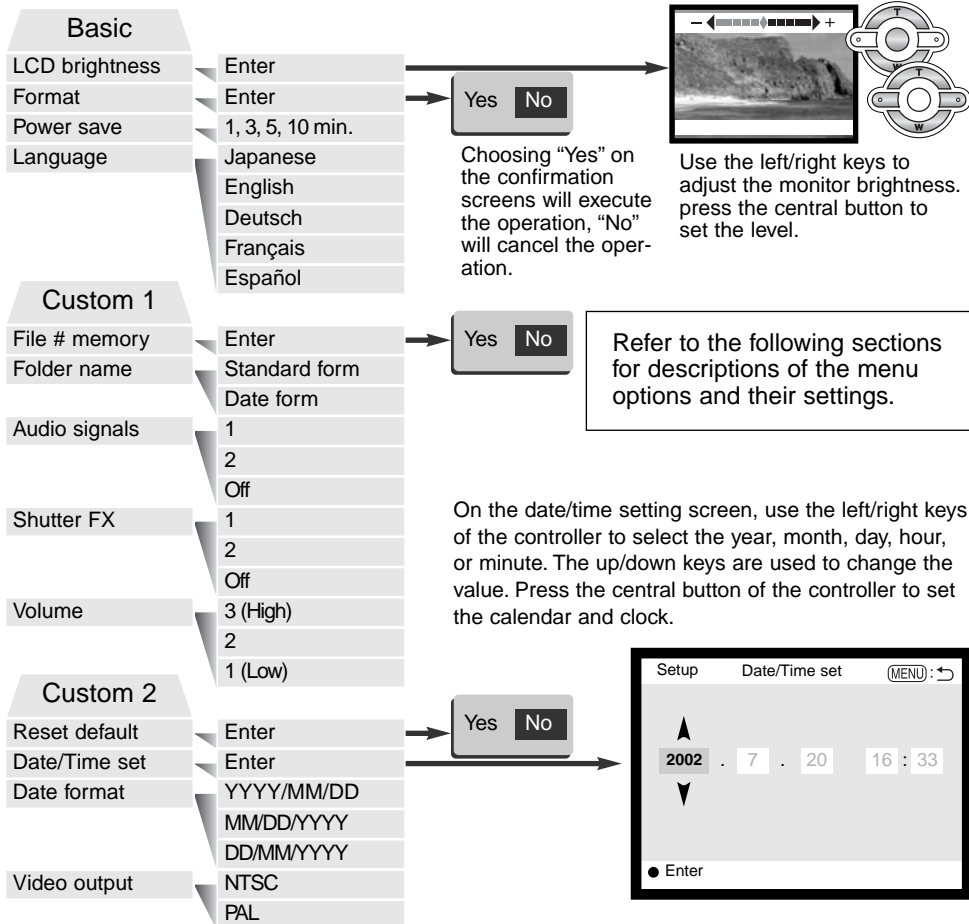 Basic
LCD brightness
Enter
Format
Enter
Power save
1, 3, 5, 10 min.
Language
Japanese
English
Deutsch
Français
Español
Yes No
Choosing “Yes” on
the confirmation
screens will execute
the operation, “No”
will cancel the oper-
ation.
– +
T
W
T
W
Use the left/right keys to
adjust the monitor brightness.
press the central button to
set the level.
Custom 1
File # memory
Enter
Folder name
Standard form
Date form
Audio signals
1
2
Off
Shutter FX
1
2
Off
Volume
3 (High)
2
1 (Low)
Yes No
Refer to the following sections
for descriptions of the menu
options and their settings.
On the date/time setting screen, use the left/right keys
of the controller to select the year, month, day, hour,
or minute. The up/down keys are used to change the
value. Press the central button of the controller to set
the calendar and clock.
Custom 2
Reset default
Enter
Date/Time set
Enter
Date format
YYYY/MM/DD
MM/DD/YYYY
DD/MM/YYYY
Video output
NTSC
PAL
Yes No
Setup Date/Time set MENU :
2002 . 7 . 20 16 : 33
Enter